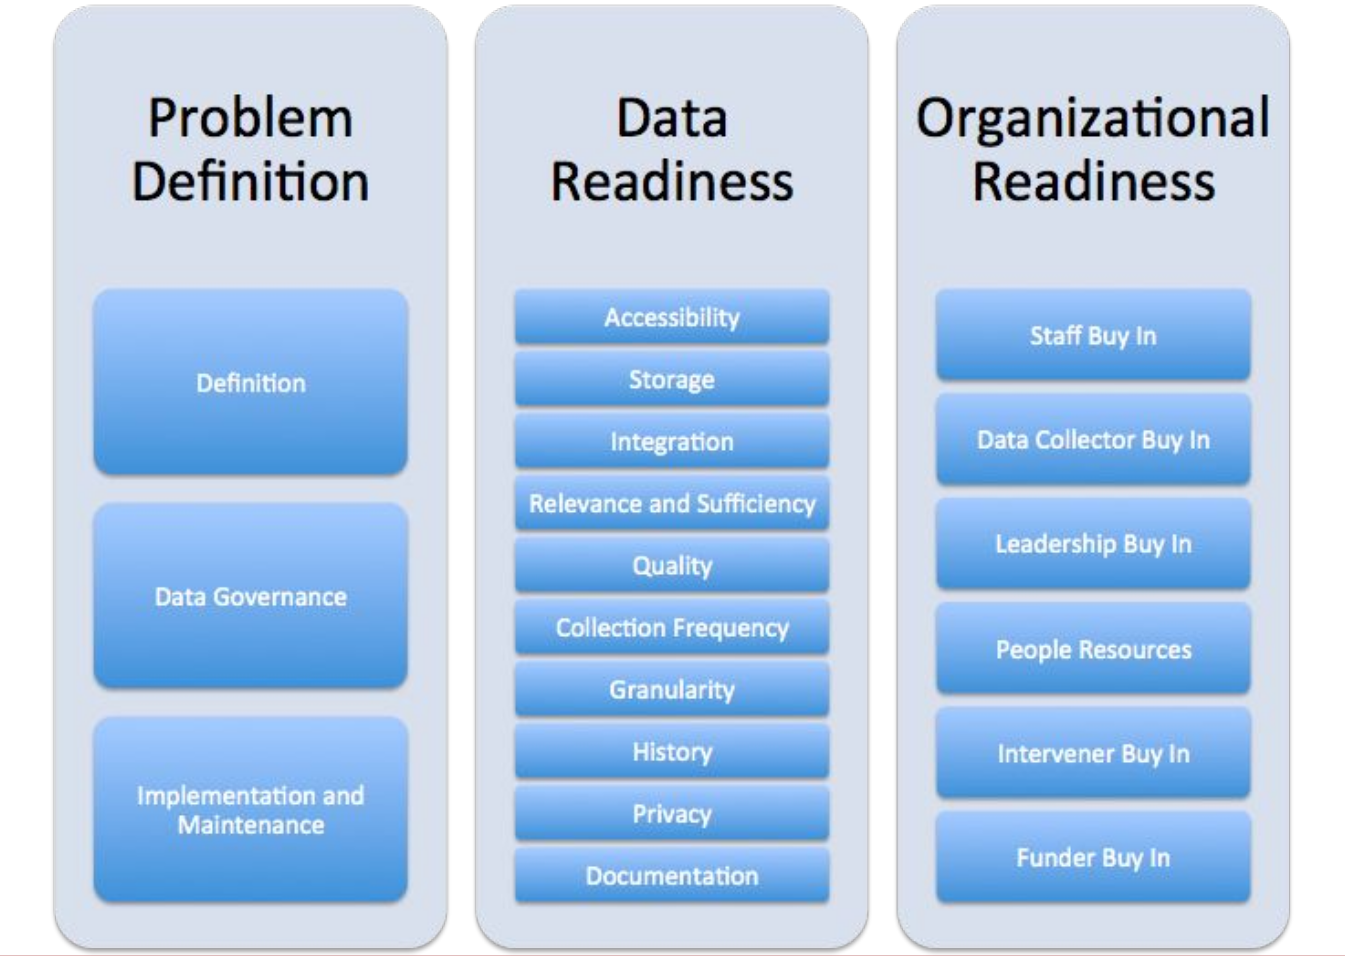 Problem
Definition
Definition
Data Governance
Implementation and
Maintenance
Data
Readiness
Accessibility
Storage
Integration
Relevance and Sufficiency
Quality
Collection Frequency
Granularity
History
Privacy
Documentation
Organizational
Readiness
Staff Buy In
Data Collector Buy In
Leadership Buy In
People Resources
Intervener Buy In
Funder Buy In